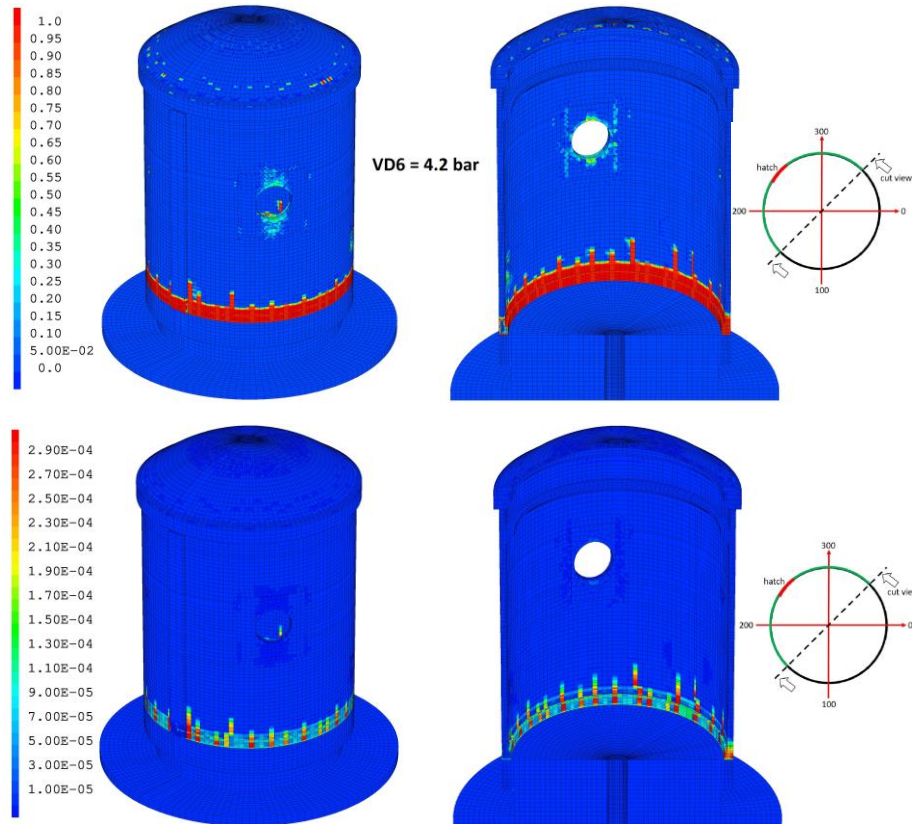 1.0
0.95
0.90
0.85
0.80
0.75
0.70
0.65
0.60
0.55
0.50
0.45
0.40
0.35
0.30
0.25
0.20
0.15
0.10
5.00E-02
0.0
VD6 = 4.2 bar
300
hatch
cut view
200
0
100
2.90E-04
2.70E-04
2.50E-04
2.30E-04
2.10E-04
1.90E-04
1.70E-04
1.50E-04
1.30E-04
1.10E-04
9.00E-05
7.00E-05
5.00E-05
3.00E-05
1.00E-05
300
hatch
cut vie
200
0
100